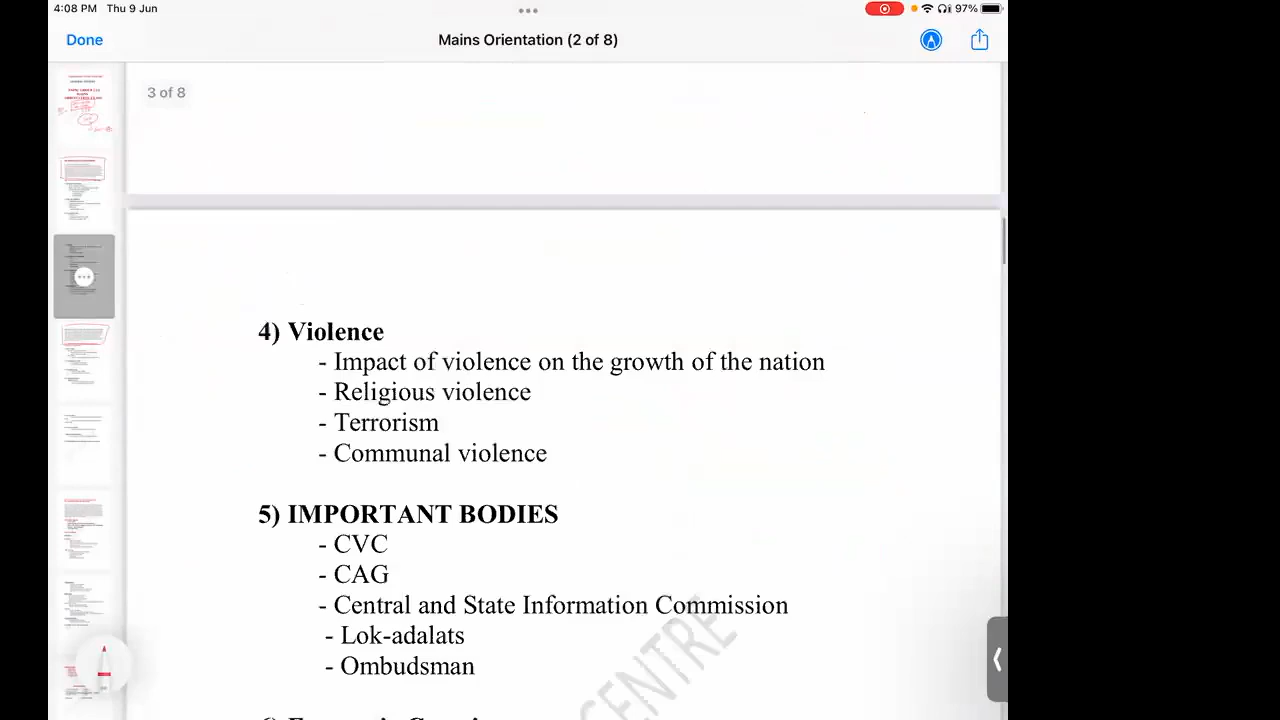 4:08 PM Thu 9 Jun
97%
Done
Mains Orientation (2 of 8)
3 of 8
4) Violence
- Impact of violence on the growth of the nation
- Religious violence
- Terrorism
- Communal violence
5) IMPORTANT BODIES
- CVC
- CAG
- Central and State Information Commission
- Lok-adalats
- Ombudsman
CENTRE